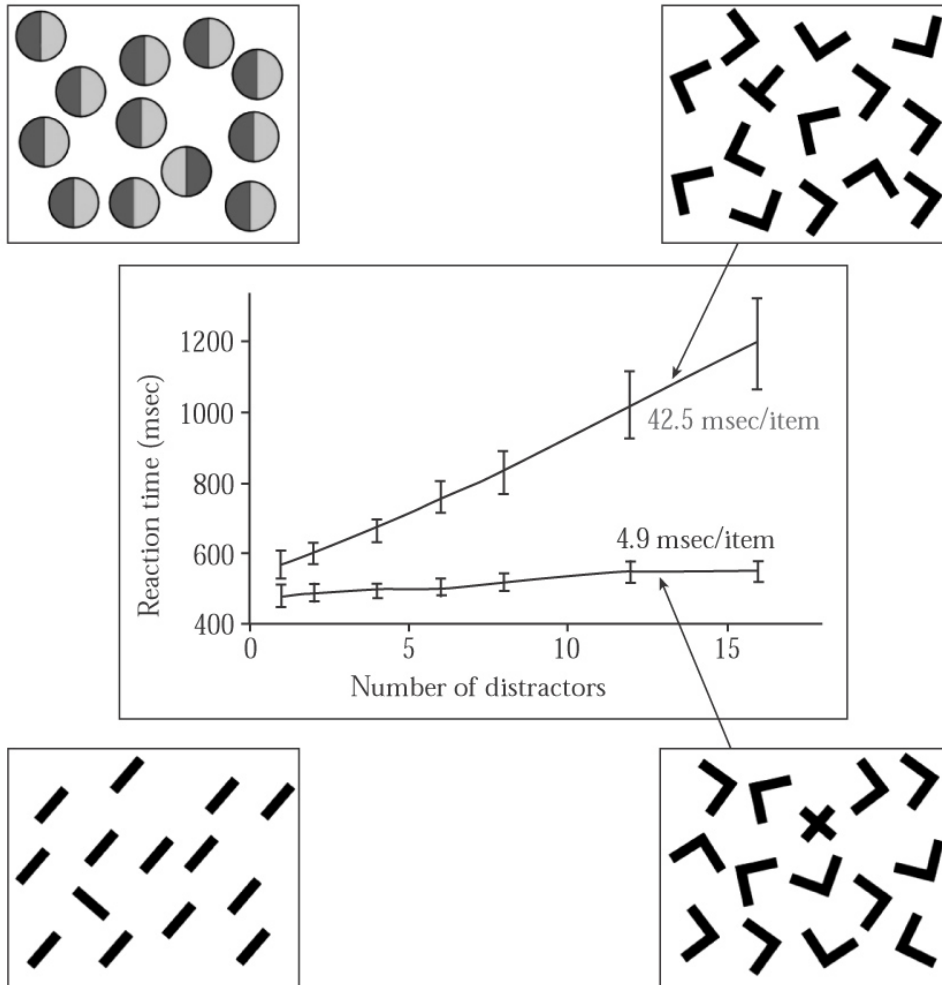 1200
1000
800
600
400
Reaction time (msec)
42.5 msec/item
4.9 msec/item
0 5 10 15
Number of distractors